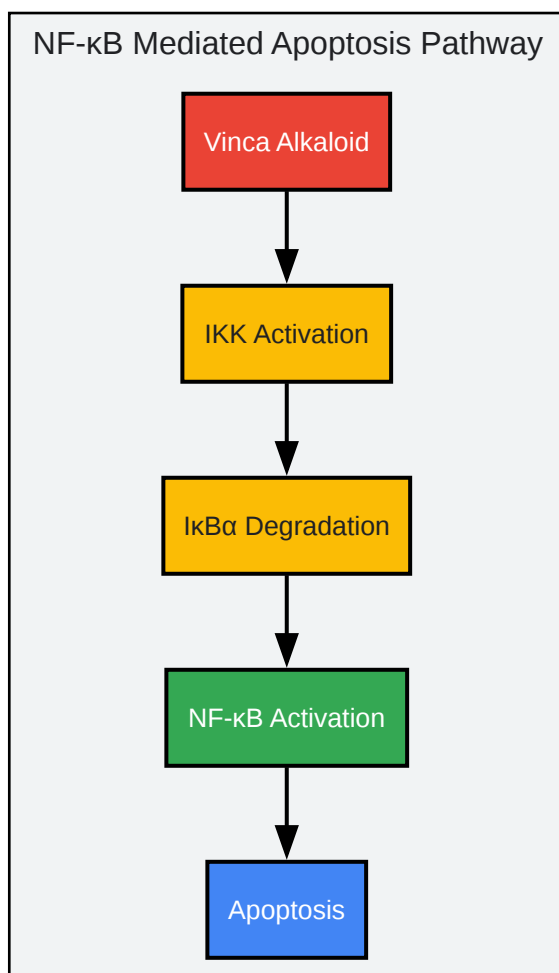 NF-κB Mediated Apoptosis Pathway
Vinca Alkaloid
IKK Activation
IκBα Degradation
NF-κB Activation
Apoptosis